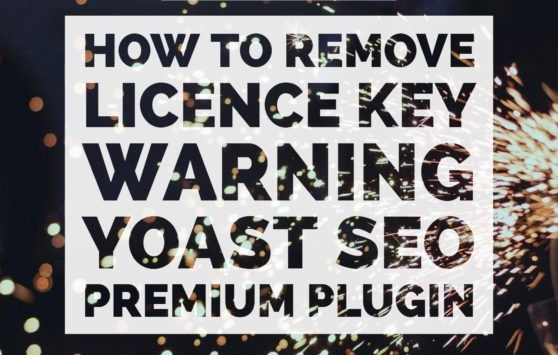 HOW TO REMOVE
LICENCE KEY
WARNING
YOAST SEO
PREMIUM PLUGIN